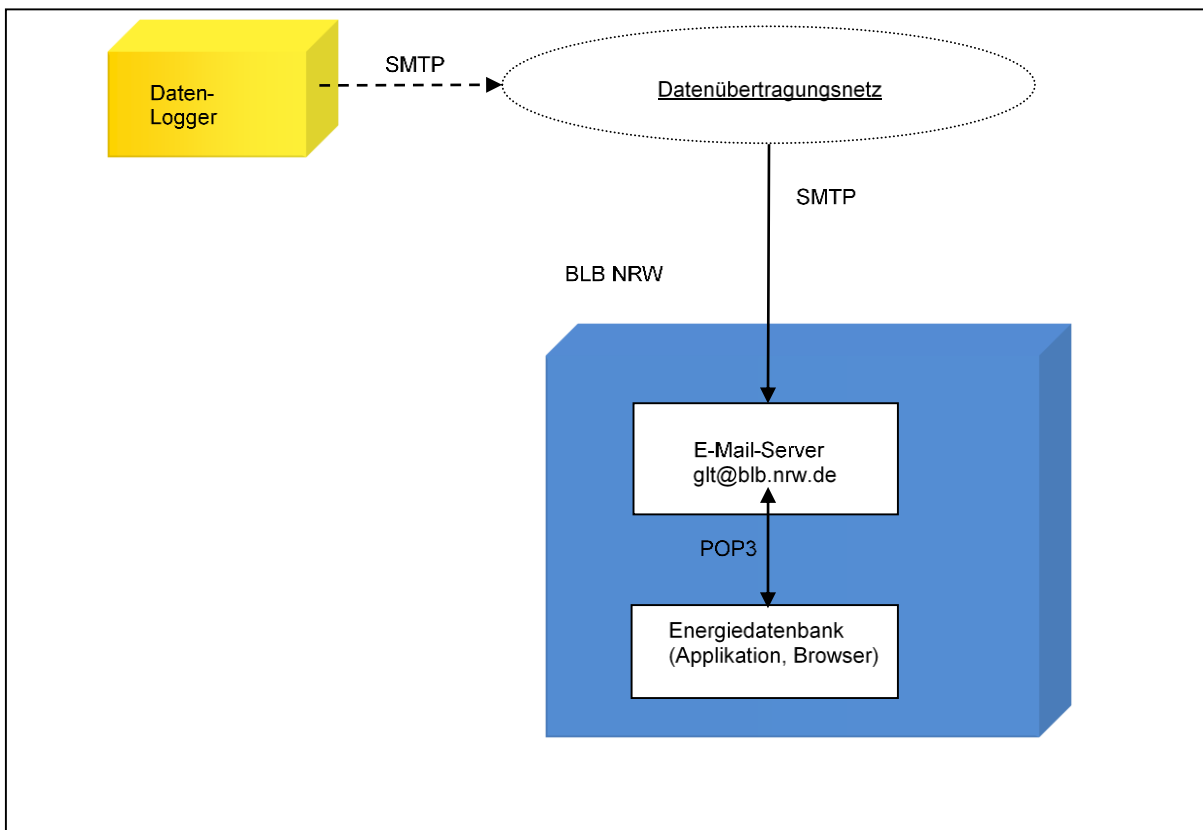 SMTP
Daten-
Logger
Datenübertragungsnetz
SMTP
BLB NRW
E-Mail-Server
glt@blb.nrw.de
POP3
Energiedatenbank
(Applikation, Browser)